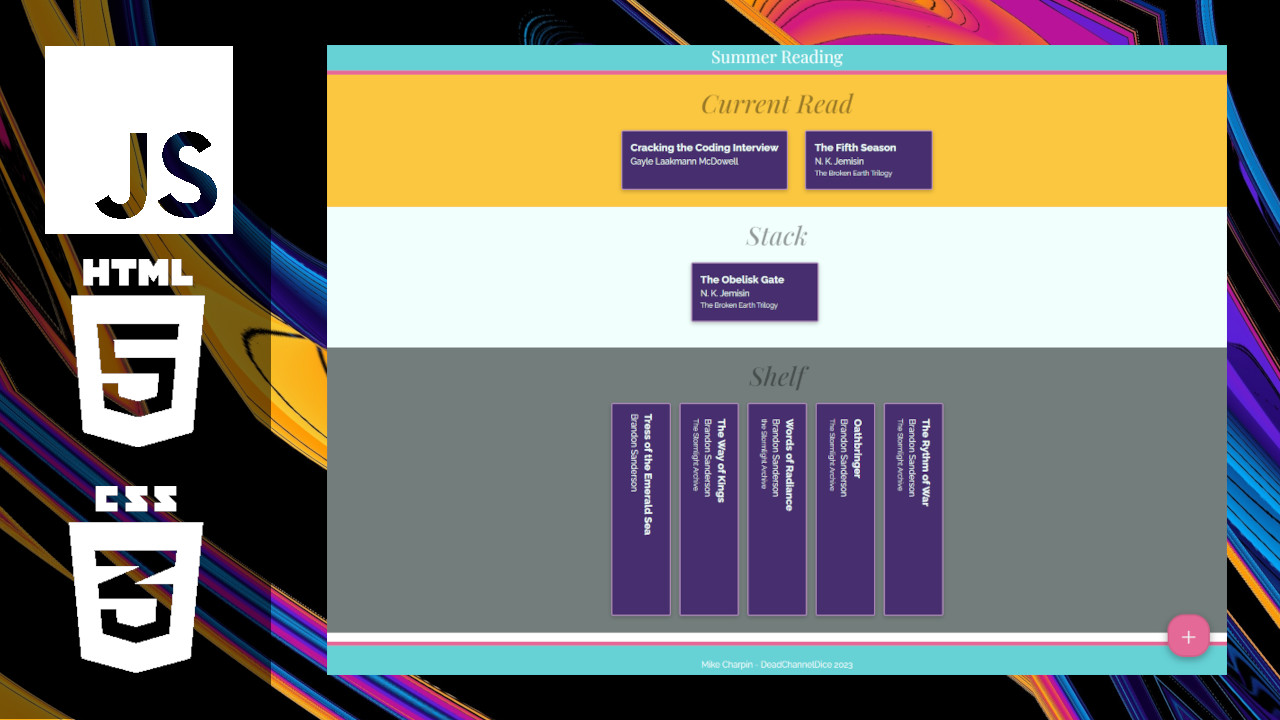 JS
HTML
5
CSS
3
Summer Reading
Current Read
Cracking the Coding Interview
Gayle Laakmann McDowell
The Fifth Season
N. K. Jemisin
The Broken Earth Trilogy
Stack
The Obelisk Gate
N. K. Jemisin
The Broken Earth Trilogy
Shelf
Tress of the Emerald Sea
Brandon Sanderson
The Way of Kings
Brandon Sanderson
The Stormlight Archive
Words of Radiance
Brandon Sanderson
the Stormlight Archive
Oathbringer
Brandon Sanderson
The Stormlight Archive
The Rythm of War
Brandon Sanderson
The Stormlight Archive
+
Mike Charpin - DeadChannelDice 2023